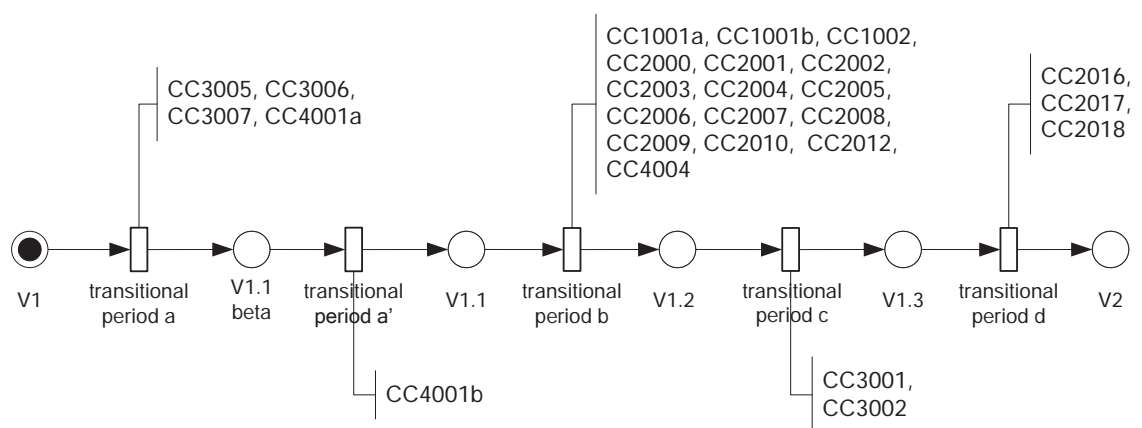 CC3005, CC3006,
CC3007, CC4001a
CC1001a, CC1001b, CC1002,
CC2000, CC2001, CC2002,
CC2003, CC2004, CC2005,
CC2006, CC2007, CC2008,
CC2009, CC2010, CC2012,
CC4004
CC2016,
CC2017,
CC2018
V1
transitional
period a
V1.1
beta
transitional
period a’
V1.1
transitional
period b
V1.2
transitional
period c
V1.3
transitional
period d
V2
CC4001b
CC3001,
CC3002